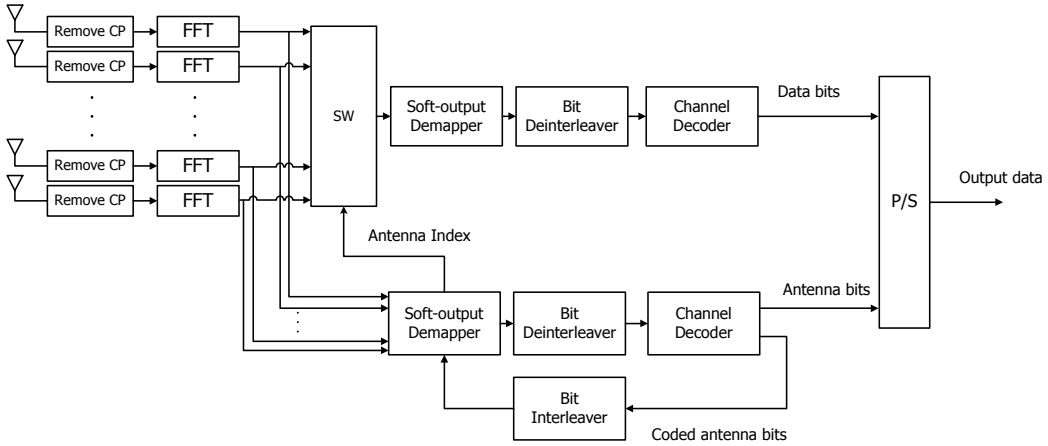 Remove CP
FFT
Remove CP
FFT
Remove CP
FFT
Remove CP
FFT
SW
Soft-output
Demapper
Bit
Deinterleaver
Channel
Decoder
Data bits
P/S
Output data
Antenna Index
Soft-output
Demapper
Bit
Deinterleaver
Channel
Decoder
Antenna bits
Bit
Interleaver
Coded antenna bits